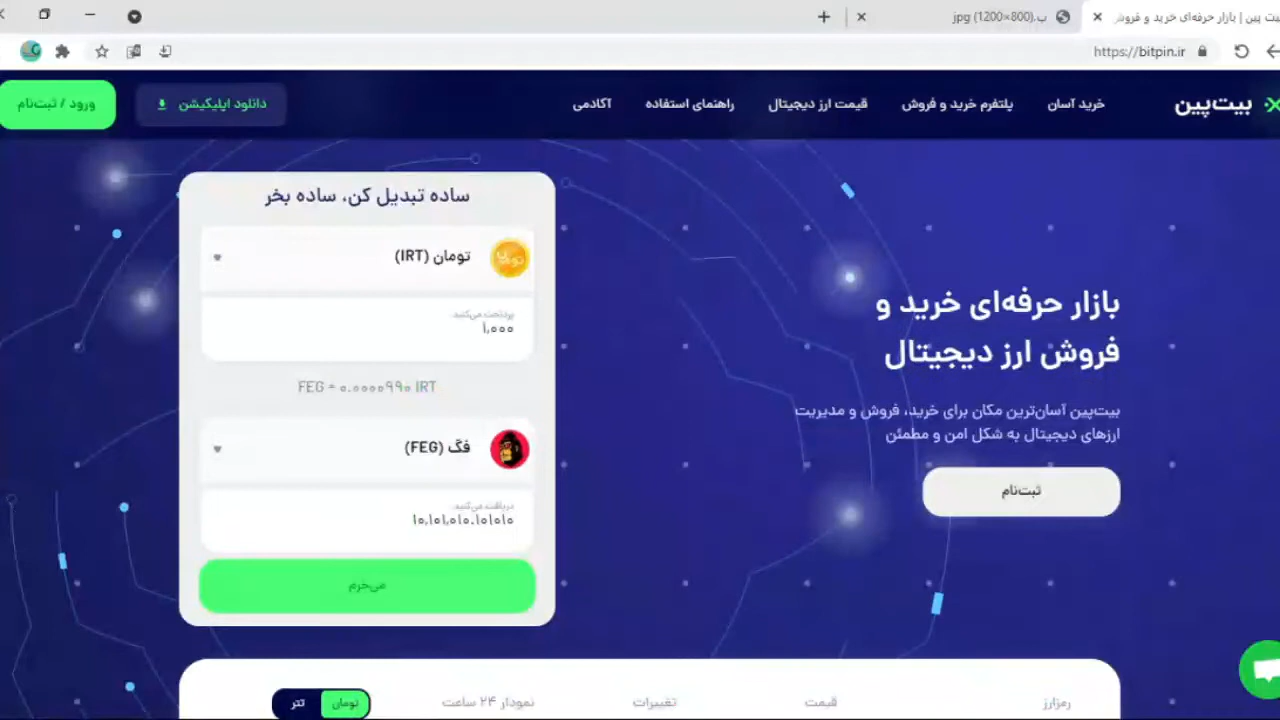 بیت پین | بازار حرفه‌ای خرید و فروش
ب.jpg (1200×800)
https://bitpin.ir
بیت‌پین
خرید آسان
پلتفرم خرید و فروش
قیمت ارز دیجیتال
راهنمای استفاده
آکادمی
دانلود اپلیکیشن
ورود / ثبت‌نام
بازار حرفه‌ای خرید و
فروش ارز دیجیتال
بیت‌پین آسان‌ترین مکان برای خرید، فروش و مدیریت
ارزهای دیجیتال به شکل امن و مطمئن
ثبت‌نام
ساده تبدیل کن، ساده بخر
تومان (IRT)
پرداخت می‌کنید
۱,۰۰۰
FEG = ۰.۰۰۰۰۹۹۰ IRT
فگ (FEG)
دریافت می‌کنید
۱۰,۱۰۱,۰۱۰.۱۰۱۰۱۰
می‌خرم
رمزارز
قیمت
تغییرات
نمودار ۲۴ ساعت
تومان
تتر